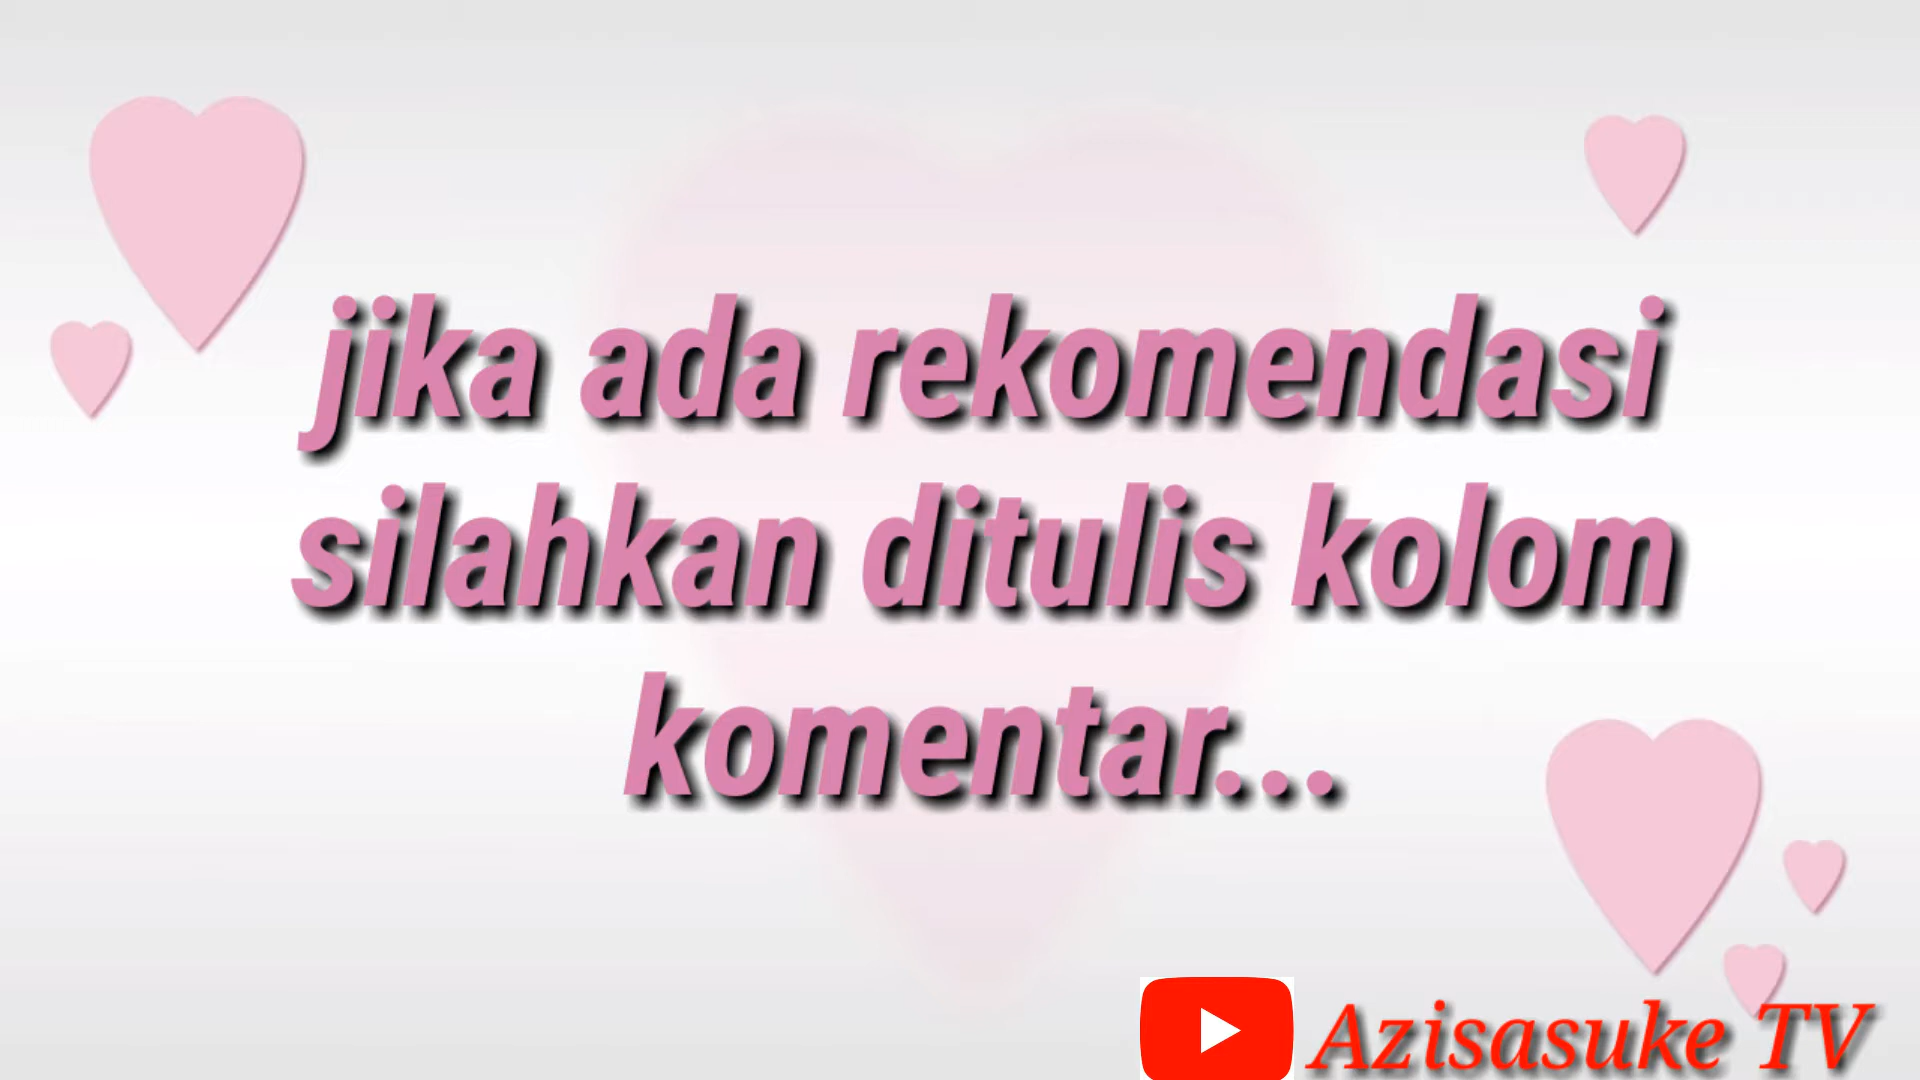 jika ada rekomendasi
silahkan ditulis kolom
komentar...
Azisasuke TV